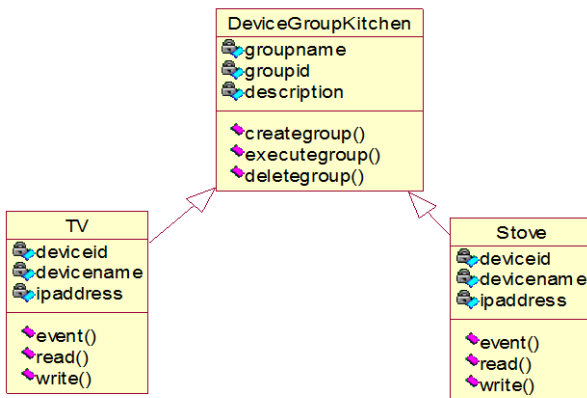 DeviceGroupKitchen
groupname
groupid
description
creategroup()
executegroup()
deletegroup()
TV
deviceid
devicename
ipaddress
event()
read()
write()
Stove
deviceid
devicename
ipaddress
event()
read()
write()